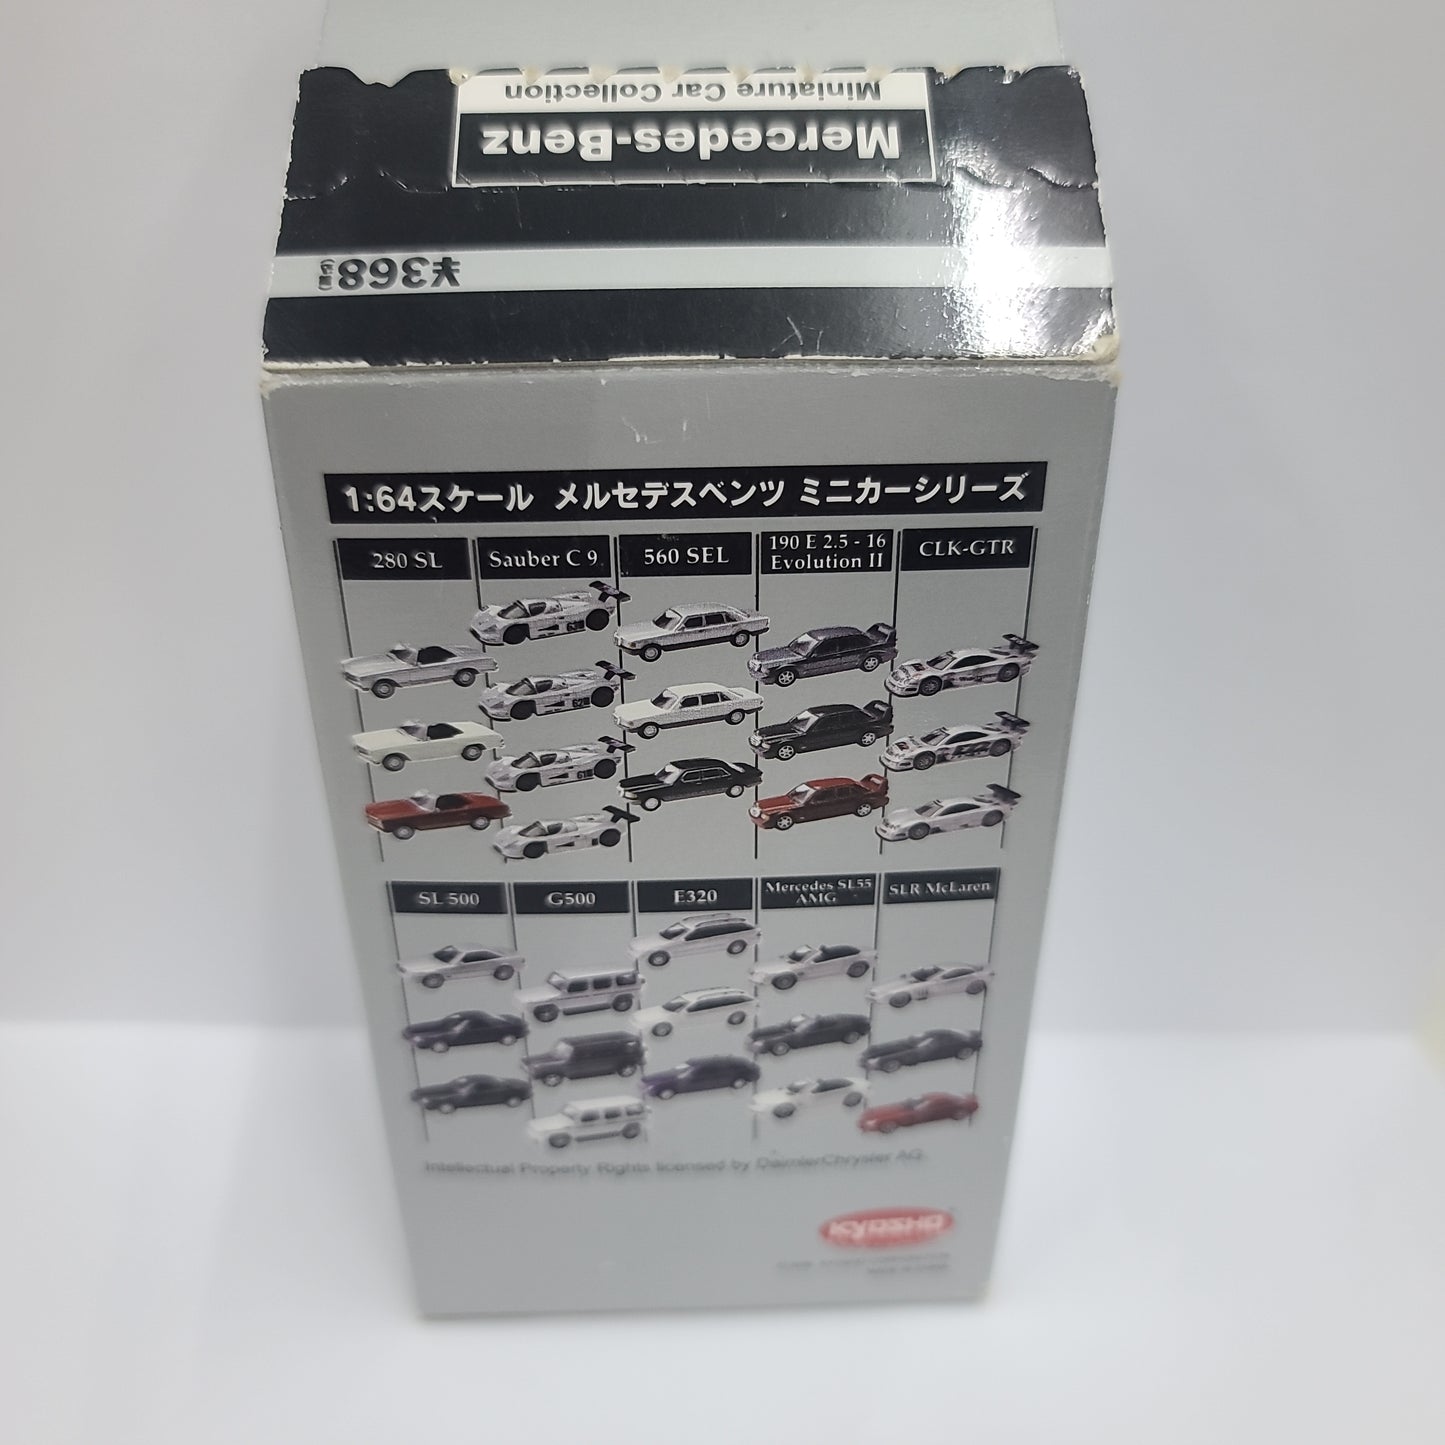 Miniature Car Collection
Mercedes-Benz
¥368
1:64スケール メルセデスベンツ ミニカーシリーズ
280 SL
Sauber C 9
560 SEL
190 E 2.5 - 16
Evolution II
CLK-GTR
SL 500
G500
E320
Mercedes SL55
AMG
SLR McLaren
Intellectual Property Rights licensed by DaimlerChrysler AG.
KYOSHO